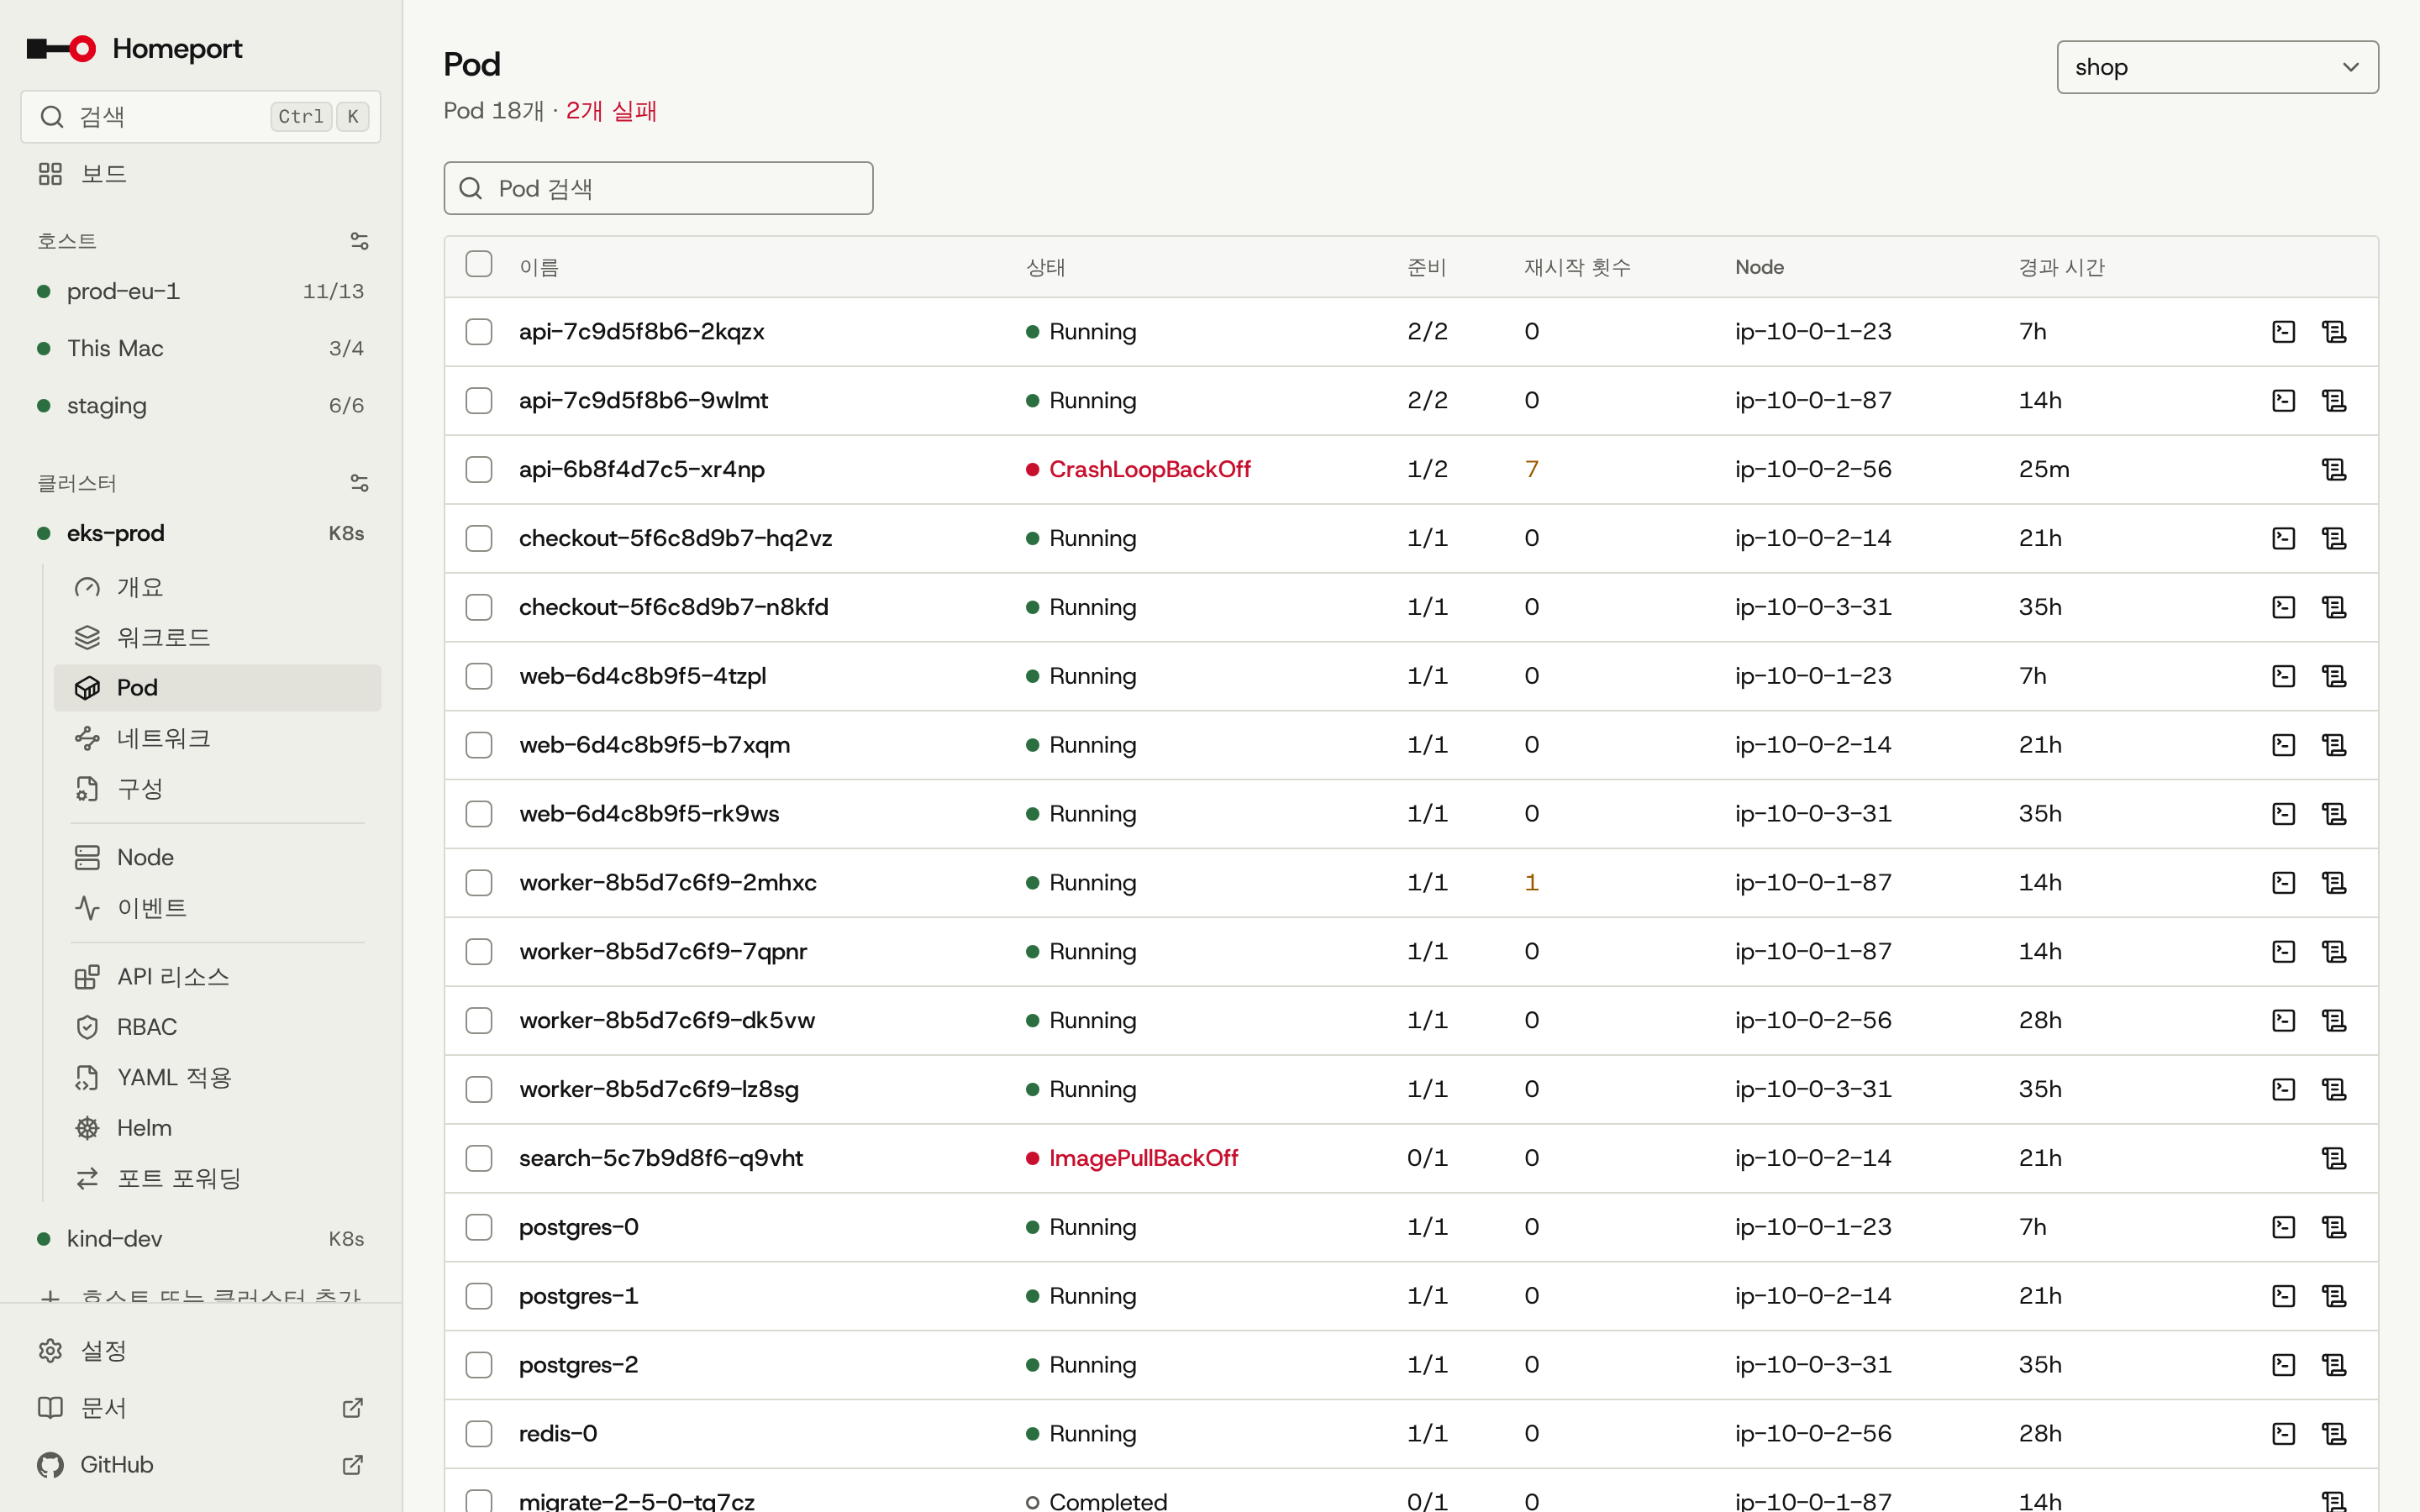 Homeport
검색 Ctrl K
보드
호스트
prod-eu-1 11/13
This Mac 3/4
staging 6/6
클러스터
eks-prod K8s
개요
워크로드
Pod
네트워크
구성
Node
이벤트
API 리소스
RBAC
YAML 적용
Helm
포트 포워딩
kind-dev K8s
호스트 또는 클러스터 추가
설정
문서
GitHub
Pod
Pod 18개 · 2개 실패
shop
Pod 검색
이름 상태 준비 재시작 횟수 Node 경과 시간
api-7c9d5f8b6-2kqzx Running 2/2 0 ip-10-0-1-23 7h
api-7c9d5f8b6-9wlmt Running 2/2 0 ip-10-0-1-87 14h
api-6b8f4d7c5-xr4np CrashLoopBackOff 1/2 7 ip-10-0-2-56 25m
checkout-5f6c8d9b7-hq2vz Running 1/1 0 ip-10-0-2-14 21h
checkout-5f6c8d9b7-n8kfd Running 1/1 0 ip-10-0-3-31 35h
web-6d4c8b9f5-4tzpl Running 1/1 0 ip-10-0-1-23 7h
web-6d4c8b9f5-b7xqm Running 1/1 0 ip-10-0-2-14 21h
web-6d4c8b9f5-rk9ws Running 1/1 0 ip-10-0-3-31 35h
worker-8b5d7c6f9-2mhxc Running 1/1 1 ip-10-0-1-87 14h
worker-8b5d7c6f9-7qpnr Running 1/1 0 ip-10-0-1-87 14h
worker-8b5d7c6f9-dk5vw Running 1/1 0 ip-10-0-2-56 28h
worker-8b5d7c6f9-lz8sg Running 1/1 0 ip-10-0-3-31 35h
search-5c7b9d8f6-q9vht ImagePullBackOff 0/1 0 ip-10-0-2-14 21h
postgres-0 Running 1/1 0 ip-10-0-1-23 7h
postgres-1 Running 1/1 0 ip-10-0-2-14 21h
postgres-2 Running 1/1 0 ip-10-0-3-31 35h
redis-0 Running 1/1 0 ip-10-0-2-56 28h
migrate-2-5-0-tq7cz Completed 0/1 0 ip-10-0-1-87 14h